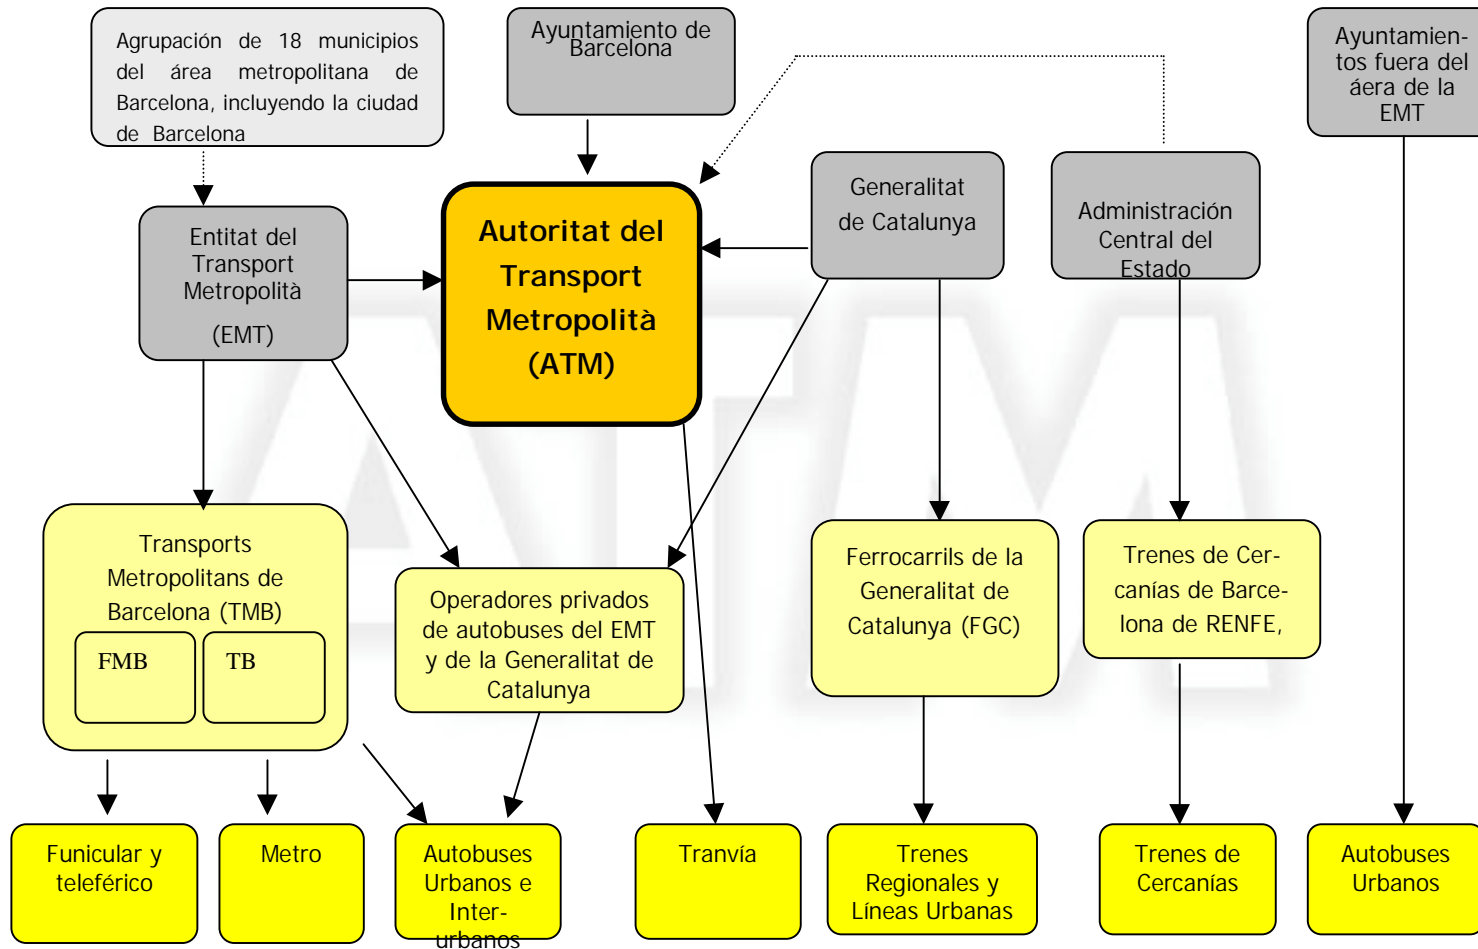 Agrupación de 18 municipios
del área metropolitana de
Barcelona, incluyendo la ciudad
de Barcelona
Ayuntamiento de
Barcelona
Ayuntamien-
tos fuera del
áera de la
EMT
Entitat del
Transport
Metropolità
(EMT)
Autoritat del
Transport
Metropolità
(ATM)
Generalitat
de Catalunya
Administración
Central del
Estado
ATM
Transports
Metropolitans de
Barcelona (TMB)
FMB
TB
Operadores privados
de autobuses del EMT
y de la Generalitat de
Catalunya
Ferrocarrils de la
Generalitat de
Catalunya (FGC)
Trenes de Cer-
canías de Barce-
lona de RENFE,
Funicular y
teleférico
Metro
Autobuses
Urbanos e
Inter-
urbanos
Tranvía
Trenes
Regionales y
Líneas Urbanas
Trenes de
Cercanías
Autobuses
Urbanos